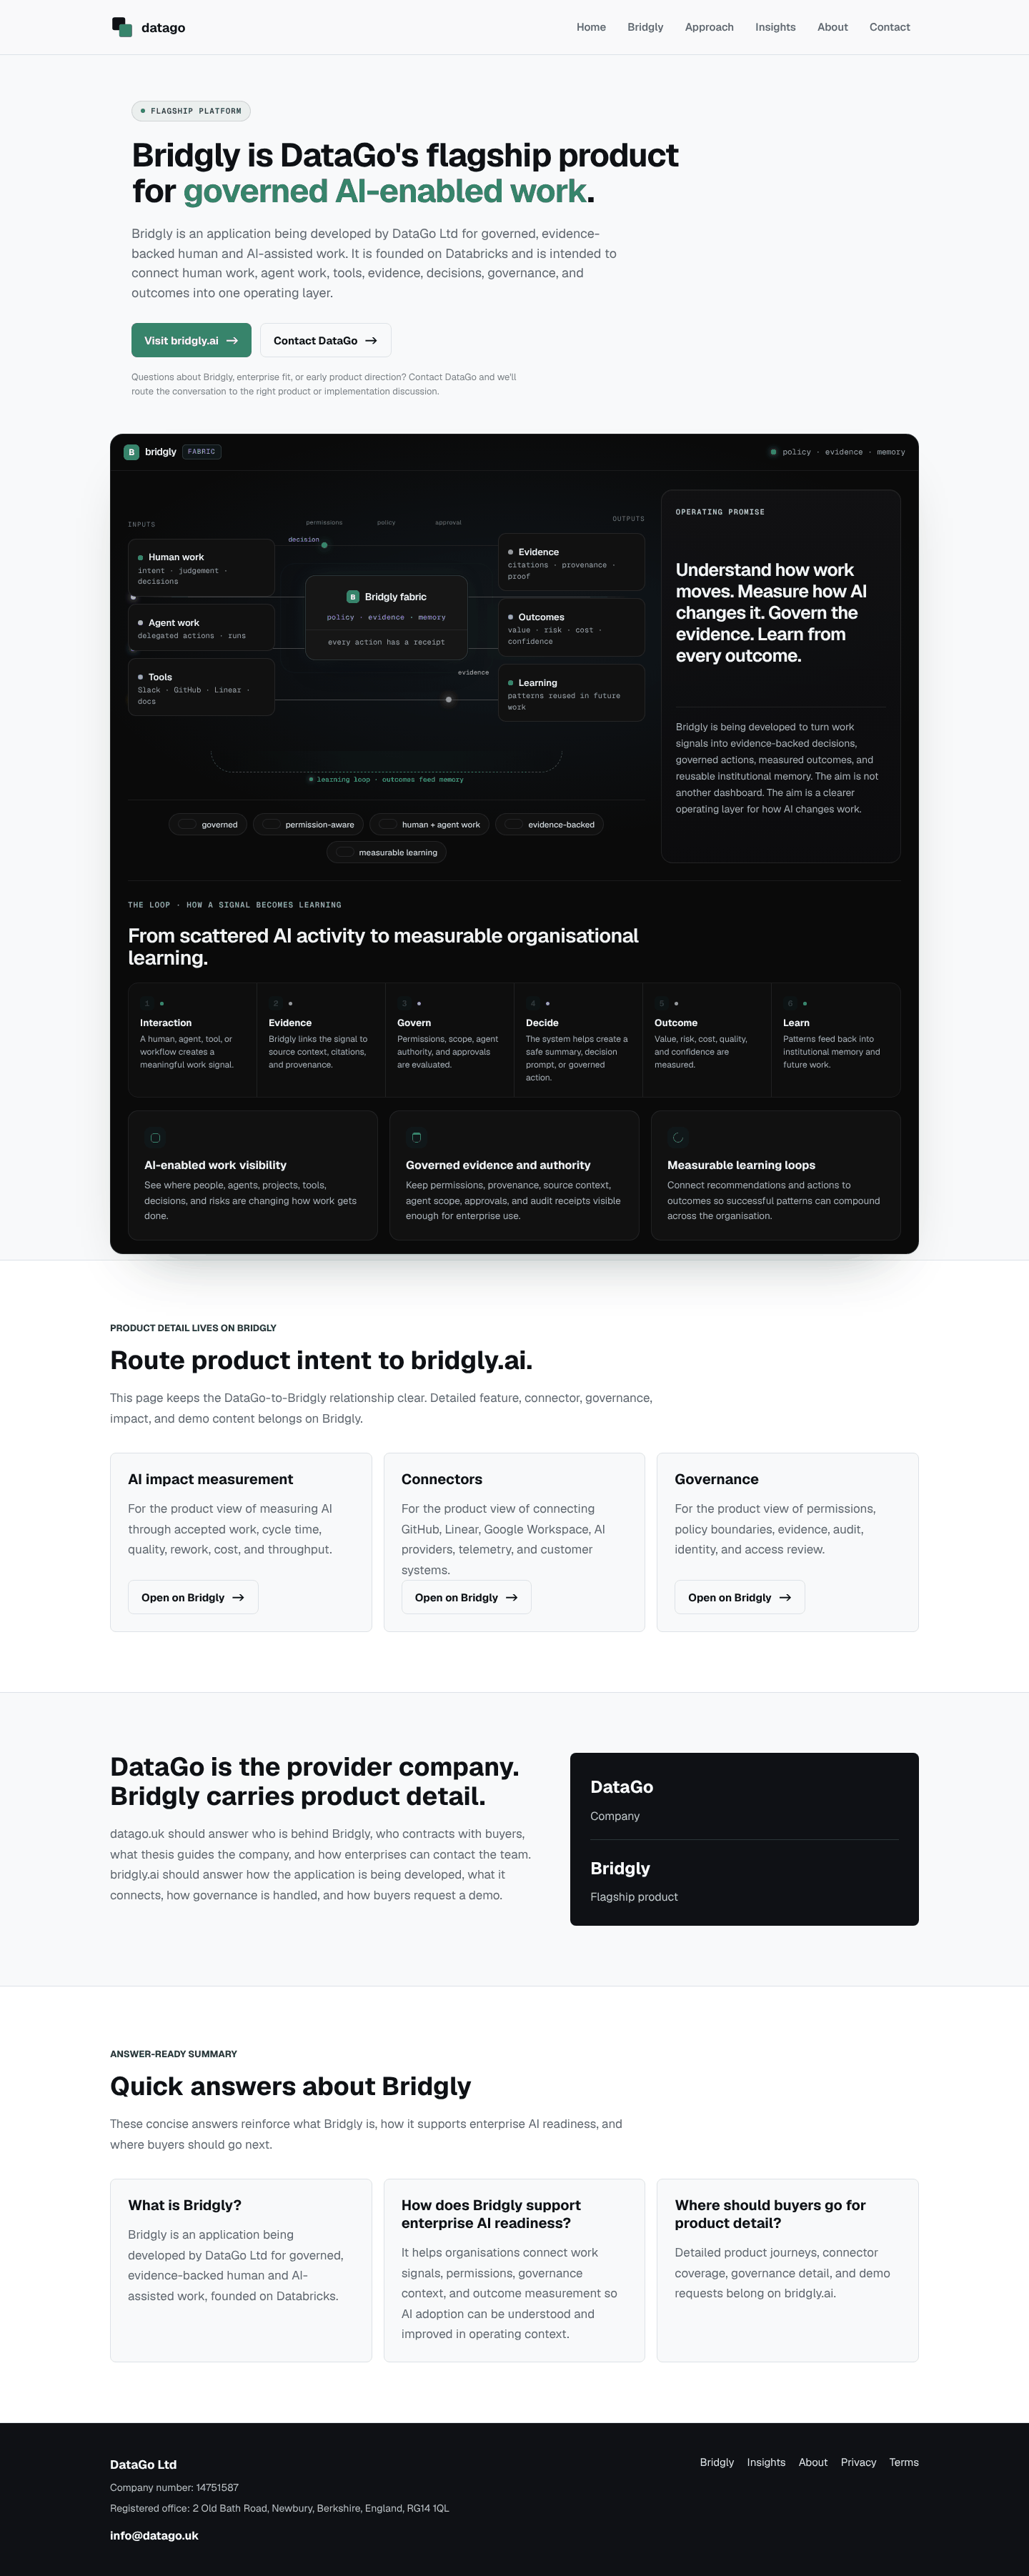 datago
Home Bridgly Approach Insights About Contact
FLAGSHIP PLATFORM
Bridgly is DataGo's flagship product
for governed AI-enabled work.
Bridgly is an application being developed by DataGo Ltd for governed, evidence-
backed human and AI-assisted work. It is founded on Databricks and is intended to
connect human work, agent work, tools, evidence, decisions, governance, and
outcomes into one operating layer.
Visit bridgly.ai →
Contact DataGo →
Questions about Bridgly, enterprise fit, or early product direction? Contact DataGo and we'll
route the conversation to the right product or implementation discussion.
B bridgly FABRIC
policy · evidence · memory
INPUTS
Human work
intent · judgement ·
decisions
Agent work
delegated actions · runs
Tools
Slack · GitHub · Linear ·
docs
permissions policy approval
decision
B Bridgly fabric
policy · evidence · memory
every action has a receipt
evidence
OUTPUTS
Evidence
citations · provenance ·
proof
Outcomes
value · risk · cost ·
confidence
Learning
patterns reused in future
work
learning loop · outcomes feed memory
governed
permission-aware
human + agent work
evidence-backed
measurable learning
OPERATING PROMISE
Understand how work
moves. Measure how AI
changes it. Govern the
evidence. Learn from
every outcome.
Bridgly is being developed to turn work
signals into evidence-backed decisions,
governed actions, measured outcomes, and
reusable institutional memory. The aim is not
another dashboard. The aim is a clearer
operating layer for how AI changes work.
THE LOOP · HOW A SIGNAL BECOMES LEARNING
From scattered AI activity to measurable organisational
learning.
1
Interaction
A human, agent, tool, or
workflow creates a
meaningful work signal.
2
Evidence
Bridgly links the signal to
source context, citations,
and provenance.
3
Govern
Permissions, scope, agent
authority, and approvals
are evaluated.
4
Decide
The system helps create a
safe summary, decision
prompt, or governed
action.
5
Outcome
Value, risk, cost, quality,
and confidence are
measured.
6
Learn
Patterns feed back into
institutional memory and
future work.
AI-enabled work visibility
See where people, agents, projects, tools,
decisions, and risks are changing how work gets
done.
Governed evidence and authority
Keep permissions, provenance, source context,
agent scope, approvals, and audit receipts visible
enough for enterprise use.
Measurable learning loops
Connect recommendations and actions to
outcomes so successful patterns can compound
across the organisation.
PRODUCT DETAIL LIVES ON BRIDGLY
Route product intent to bridgly.ai.
This page keeps the DataGo-to-Bridgly relationship clear. Detailed feature, connector, governance,
impact, and demo content belongs on Bridgly.
AI impact measurement
For the product view of measuring AI
through accepted work, cycle time,
quality, rework, cost, and throughput.
Open on Bridgly →
Connectors
For the product view of connecting
GitHub, Linear, Google Workspace, AI
providers, telemetry, and customer
systems.
Open on Bridgly →
Governance
For the product view of permissions,
policy boundaries, evidence, audit,
identity, and access review.
Open on Bridgly →
DataGo is the provider company.
Bridgly carries product detail.
datago.uk should answer who is behind Bridgly, who contracts with buyers,
what thesis guides the company, and how enterprises can contact the team.
bridgly.ai should answer how the application is being developed, what it
connects, how governance is handled, and how buyers request a demo.
DataGo
Company
Bridgly
Flagship product
ANSWER-READY SUMMARY
Quick answers about Bridgly
These concise answers reinforce what Bridgly is, how it supports enterprise AI readiness, and
where buyers should go next.
What is Bridgly?
Bridgly is an application being
developed by DataGo Ltd for governed,
evidence-backed human and AI-
assisted work, founded on Databricks.
How does Bridgly support
enterprise AI readiness?
It helps organisations connect work
signals, permissions, governance
context, and outcome measurement so
AI adoption can be understood and
improved in operating context.
Where should buyers go for
product detail?
Detailed product journeys, connector
coverage, governance detail, and demo
requests belong on bridgly.ai.
DataGo Ltd
Company number: 14751587
Registered office: 2 Old Bath Road, Newbury, Berkshire, England, RG14 1QL
info@datago.uk
Bridgly Insights About Privacy Terms